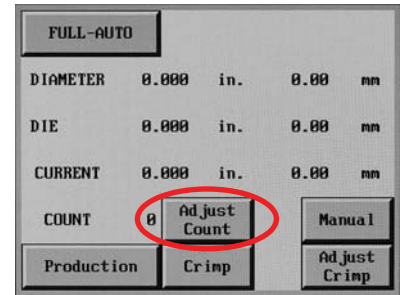 FULL-AUTO
DIAMETER 0.000 in. 0.00 mm
DIE 0.000 in. 0.00 mm
CURRENT 0.000 in. 0.00 mm
COUNT 0 Adjust Count Manual
Production Crimp Adjust Crimp